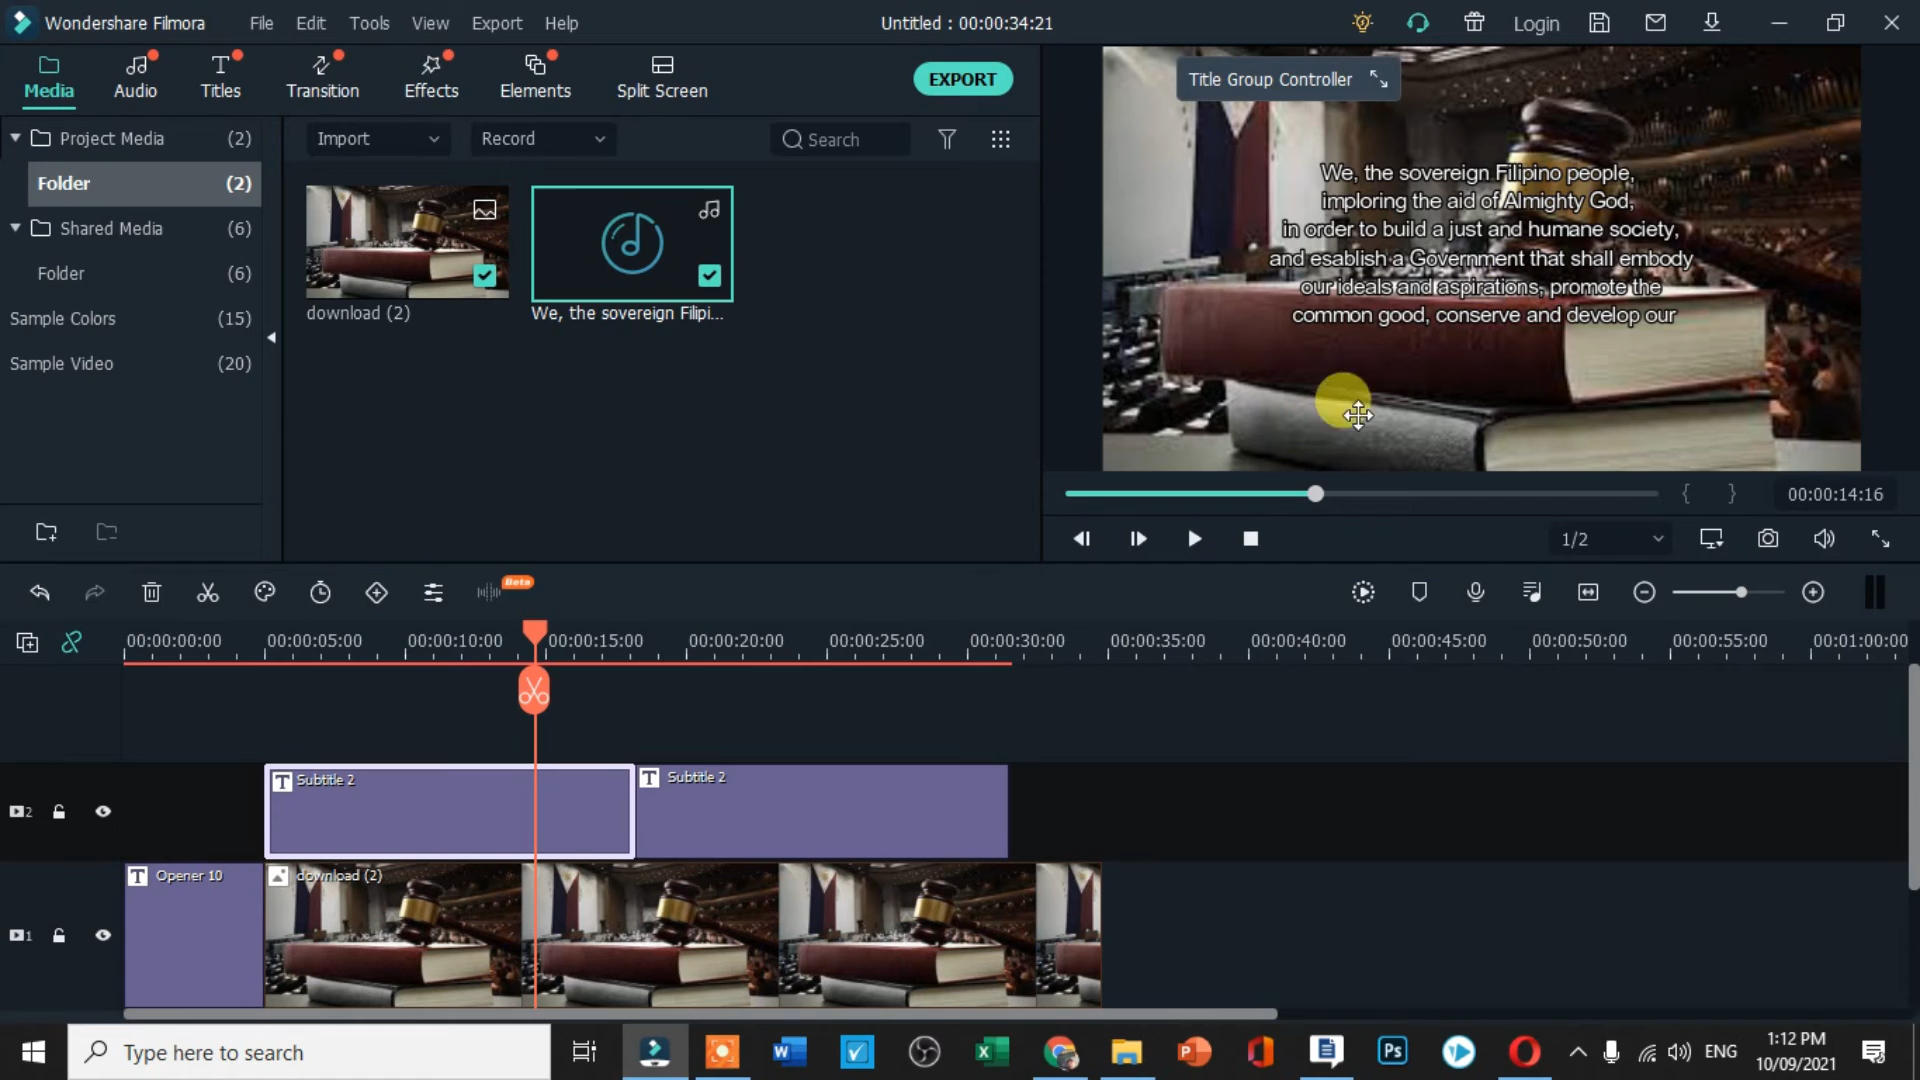 Wondershare Filmora
File
Edit
Tools
View
Export
Help
Untitled : 00:00:34:21
Login
Media
Audio
Titles
Transition
Effects
Elements
Split Screen
EXPORT
Title Group Controller
Project Media
(2)
Folder
(2)
Shared Media
(6)
Folder
(6)
Sample Colors
(15)
Sample Video
(20)
Import
Record
Search
download (2)
We, the sovereign Filipi...
We, the sovereign Filipino people,
imploring the aid of Almighty God,
in order to build a just and humane society,
and esablish a Government that shall embody
our ideals and aspirations, promote the
common good, conserve and develop our
{ }
00:00:14:16
1/2
Beta
00:00:00:00
00:00:05:00
00:00:10:00
00:00:15:00
00:00:20:00
00:00:25:00
00:00:30:00
00:00:35:00
00:00:40:00
00:00:45:00
00:00:50:00
00:00:55:00
00:01:00:00
2
T Subtitle 2
T Subtitle 2
1
T Opener 10
download (2)
Type here to search
Ps
ENG
1:12 PM
10/09/2021